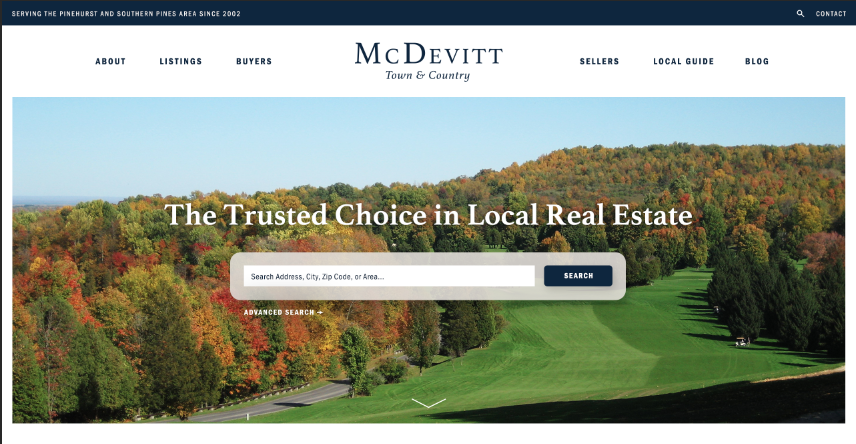 SERVING THE PINEHURST AND SOUTHERN PINES AREA SINCE 2002
CONTACT
ABOUT
LISTINGS
BUYERS
MCDEVITT
Town & Country
SELLERS
LOCAL GUIDE
BLOG
The Trusted Choice in Local Real Estate
Search Address, City, Zip Code, or Area...
SEARCH
ADVANCED SEARCH →